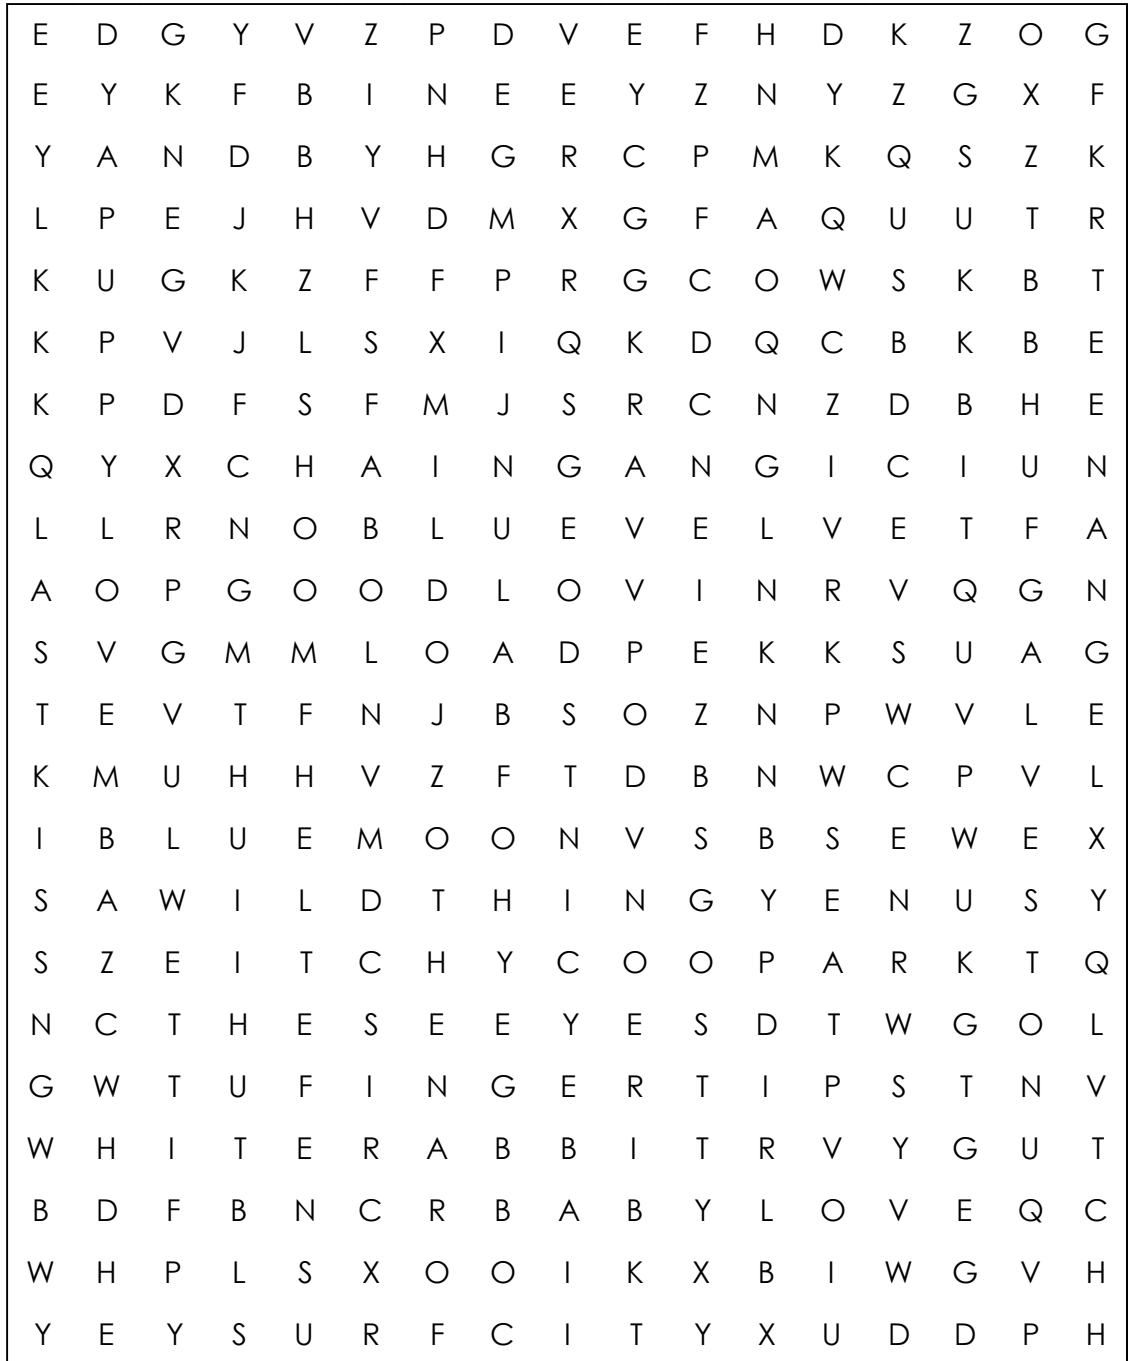 E D G Y V Z P D V E F H D K Z O G
E Y K F B I N E E Y Z N Y Z G X F
Y A N D B Y H G R C P M K Q S Z K
L P E J H V D M X G F A Q U U T R
K U G K Z F F P R G C O W S K B T
K P V J L S X I Q K D Q C B K B E
K P D F S F M J S R C N Z D B H E
Q Y X C H A I N G A N G I C I U N
L L R N O B L U E V E L V E T F A
A O P G O O D L O V I N R V Q G N
S V G M M L O A D P E K K S U A G
T E V T F N J B S O Z N P W V L E
K M U H H V Z F T D B N W C P V L
I B L U E M O O N V S B S E W E X
S A W I L D T H I N G Y E N U S Y
S Z E I T C H Y C O O P A R K T Q
N C T H E S E E Y E S D T W G O L
G W T U F I N G E R T I P S T N V
W H I T E R A B B I T R V Y G U T
B D F B N C R B A B Y L O V E Q C
W H P L S X O O I K X B I W G V H
Y E Y S U R F C I T Y X U D D P H